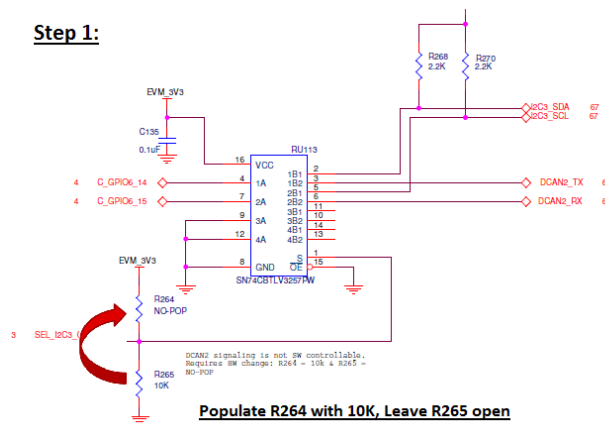 Step 1:
R268
2.2K
R270
2.2K
EVM_3V3
I2C3_SDA 67
I2C3_SCL 67
C135
0.1uF
RU113
16 VCC
4 1A
7 2A
9 3A
12 4A
8 GND
1B1 2
1B2 3
2B1 5
2B2 6
3B1 11
3B2 10
4B1 14
4B2 13
S 1
OE 15
SN74CBTLV3257PW
4 C_GPIO6_14
4 C_GPIO6_15
DCAN2_TX 6
DCAN2_RX 6
EVM_3V3
R264
NO-POP
3 SEL_I2C3_(
R265
10K
DCAN2 signaling is not SW controllable.
Requires SW change: R264 = 10k & R265 =
NO-POP
Populate R264 with 10K, Leave R265 open